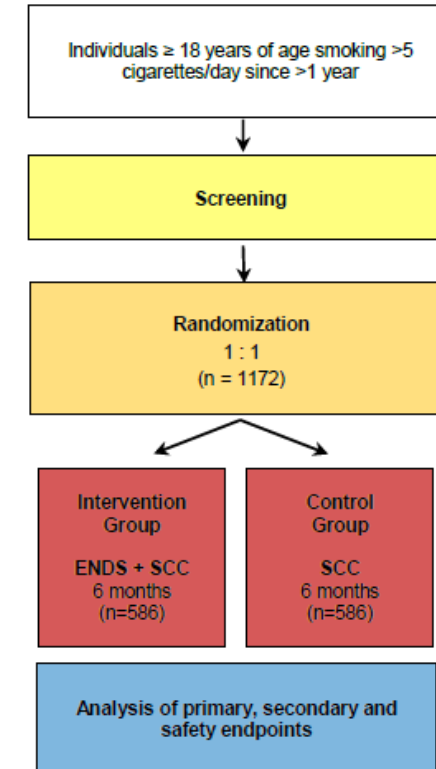 Individuals ≥ 18 years of age smoking >5
cigarettes/day since >1 year
Screening
Randomization
1 : 1
(n = 1172)
Intervention
Group
ENDS + SCC
6 months
(n=586)
Control
Group
SCC
6 months
(n=586)
Analysis of primary, secondary and
safety endpoints